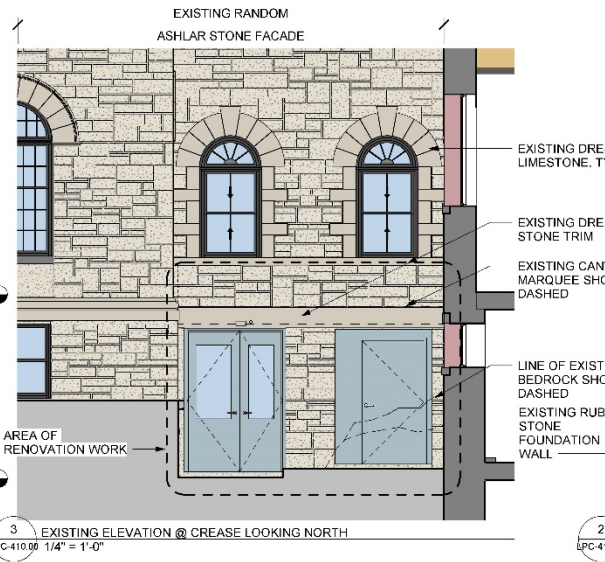 EXISTING RANDOM
ASHLAR STONE FACADE
EXISTING DRE
LIMESTONE, T
EXISTING DRE
STONE TRIM
EXISTING CAN
MARQUEE SHO
DASHED
LINE OF EXIST
BEDROCK SHO
DASHED
EXISTING RUB
STONE
FOUNDATION
WALL
AREA OF
RENOVATION WORK
3
EXISTING ELEVATION @ CREASE LOOKING NORTH
1/4" = 1'-0"
2